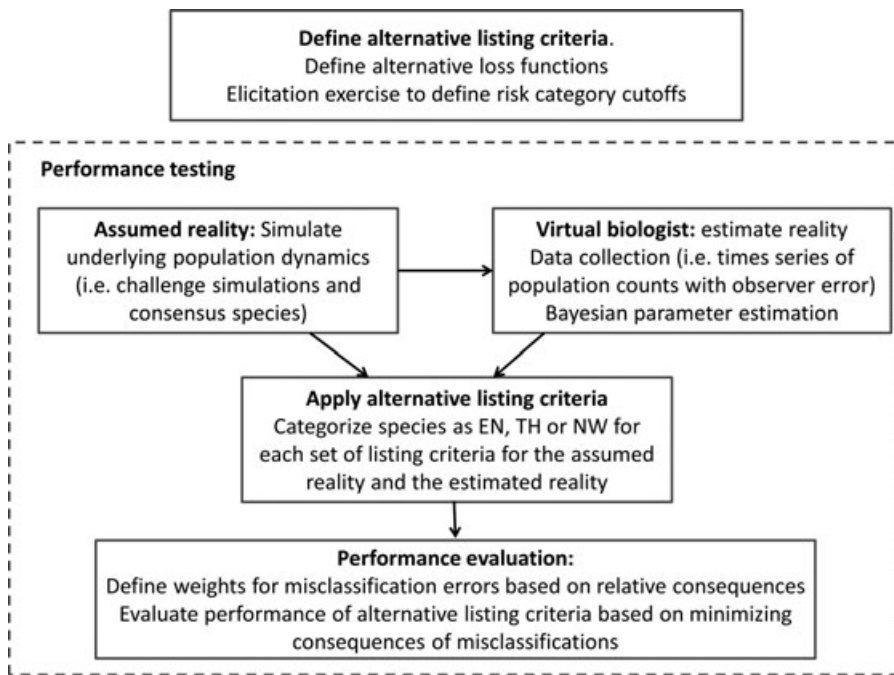 Define alternative listing criteria.
Define alternative loss functions
Elicitation exercise to define risk category cutoffs
Performance testing
Assumed reality: Simulate
underlying population dynamics
(i.e. challenge simulations and
consensus species)
Virtual biologist: estimate reality
Data collection (i.e. times series of
population counts with observer error)
Bayesian parameter estimation
Apply alternative listing criteria
Categorize species as EN, TH or NW for
each set of listing criteria for the assumed
reality and the estimated reality
Performance evaluation:
Define weights for misclassification errors based on relative consequences
Evaluate performance of alternative listing criteria based on minimizing
consequences of misclassifications